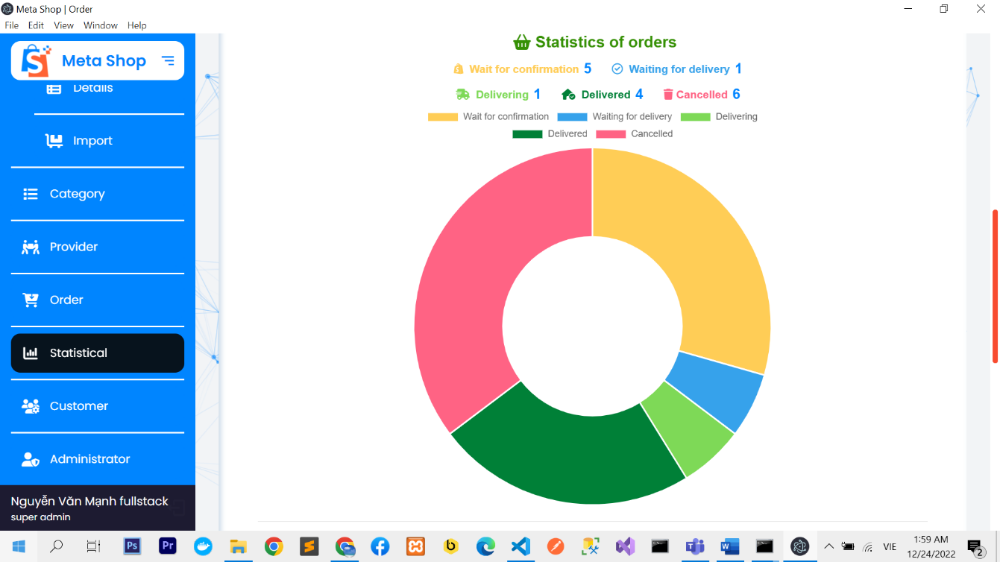 Meta Shop | Order
File Edit View Window Help
Meta Shop
Details
Import
Category
Provider
Order
Statistical
Customer
Administrator
Nguyễn Văn Mạnh fullstack
super admin
Statistics of orders
Wait for confirmation 5 Waiting for delivery 1
Delivering 1 Delivered 4 Cancelled 6
Wait for confirmation Waiting for delivery Delivering
Delivered Cancelled
Ps Pr VIE 1:59 AM
12/24/2022 2